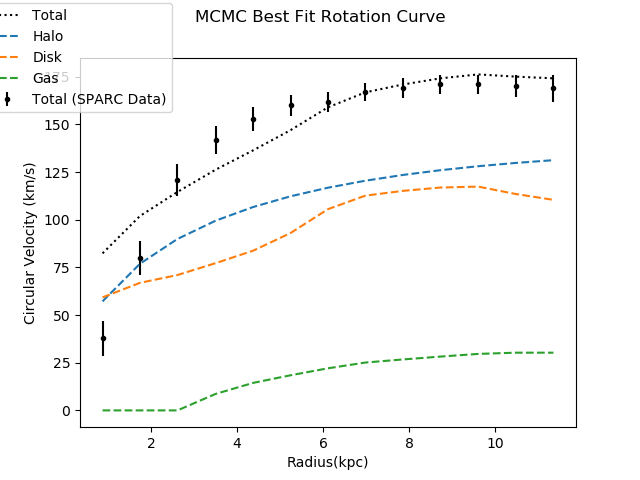 MCMC Best Fit Rotation Curve
Total
Halo
Disk
Gas
Total (SPARC Data)
175
150
125
100
75
50
25
0
Circular Velocity (km/s)
2
4
6
8
10
Radius(kpc)